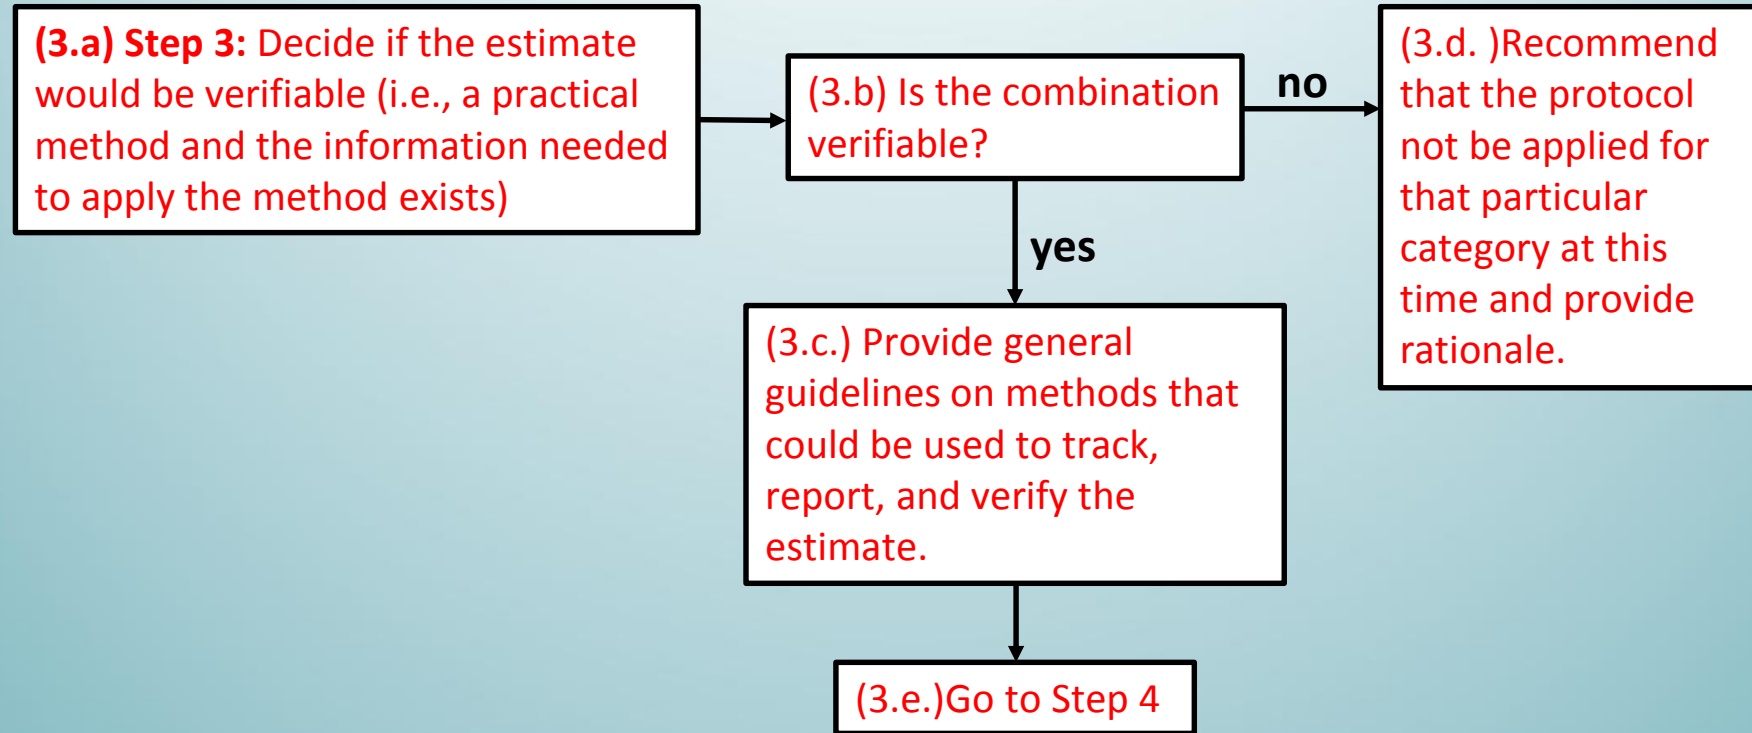 (3.a) Step 3: Decide if the estimate
would be verifiable (i.e., a practical
method and the information needed
to apply the method exists)
(3.b) Is the combination
verifiable?
no
(3.d. )Recommend
that the protocol
not be applied for
that particular
category at this
time and provide
rationale.
yes
(3.c.) Provide general
guidelines on methods that
could be used to track,
report, and verify the
estimate.
(3.e.)Go to Step 4